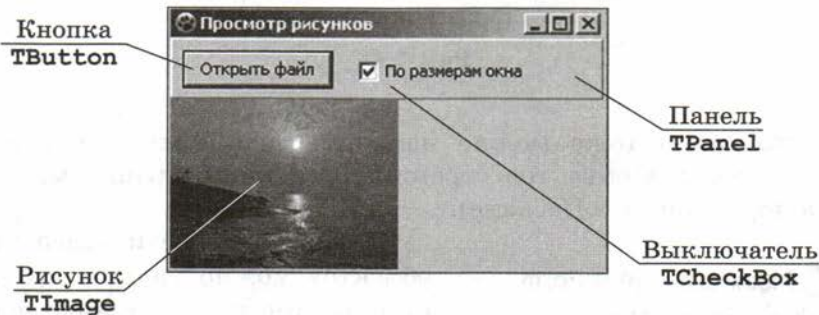 Кнопка
TButton
Просмотр рисунков
Открыть файл
По размерам окна
Панель
TPanel
Выключатель
TCheckBox
Рисунок
TImage